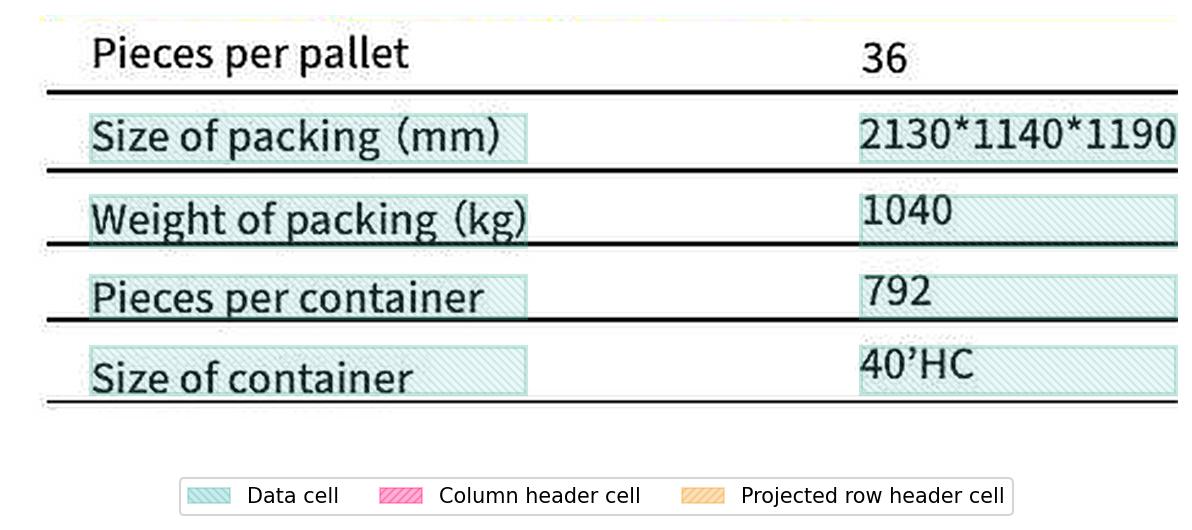 Pieces per pallet 36
Size of packing (mm) 2130*1140*1190
Weight of packing (kg) 1040
Pieces per container 792
Size of container 40’HC
Data cell Column header cell Projected row header cell